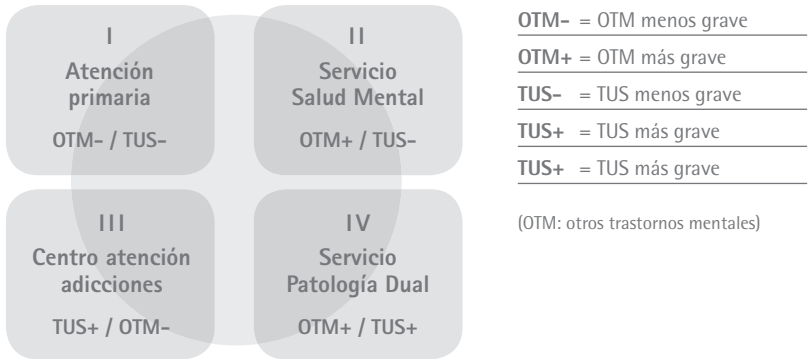 I
Atención
primaria
OTM- / TUS-
II
Servicio
Salud Mental
OTM+ / TUS-
III
Centro atención
adicciones
TUS+ / OTM-
IV
Servicio
Patología Dual
OTM+ / TUS+
OTM- = OTM menos grave
OTM+ = OTM más grave
TUS- = TUS menos grave
TUS+ = TUS más grave
TUS+ = TUS más grave
(OTM: otros trastornos mentales)